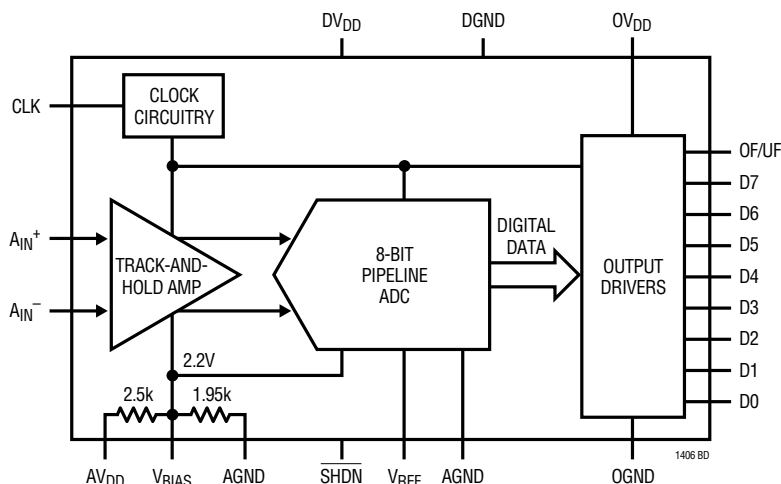 DVDD DGND OVDD
CLK
CLOCK
CIRCUITRY
OF/UF
D7
D6
D5
D4
D3
D2
D1
D0
AIN+
AIN−
TRACK-AND-
HOLD AMP
8-BIT
PIPELINE
ADC
DIGITAL
DATA
OUTPUT
DRIVERS
2.2V
2.5k 1.95k
1406 BD
AVDD VBIAS AGND SHDN VREF AGND OGND